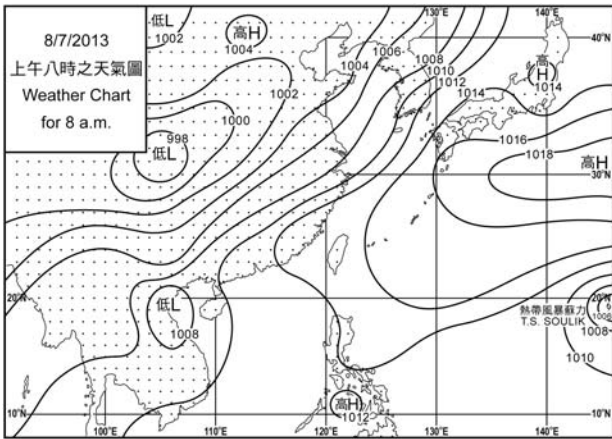 8/7/2013
上午八時之天氣圖
Weather Chart
for 8 a.m.
低L
1002
高H
1004
130°E
140°E
40°N
1004
1006
1008
1010
1012
1014
高
H
1014
1002
1000
998
低L
1016
1018
高H
30°N
20°N
低L
1008
熱帶風暴蘇力
T.S. SOULIK
1006
1008
1010
高H
1012
10°N
10°N
100°E
110°E
120°E
130°E
140°E